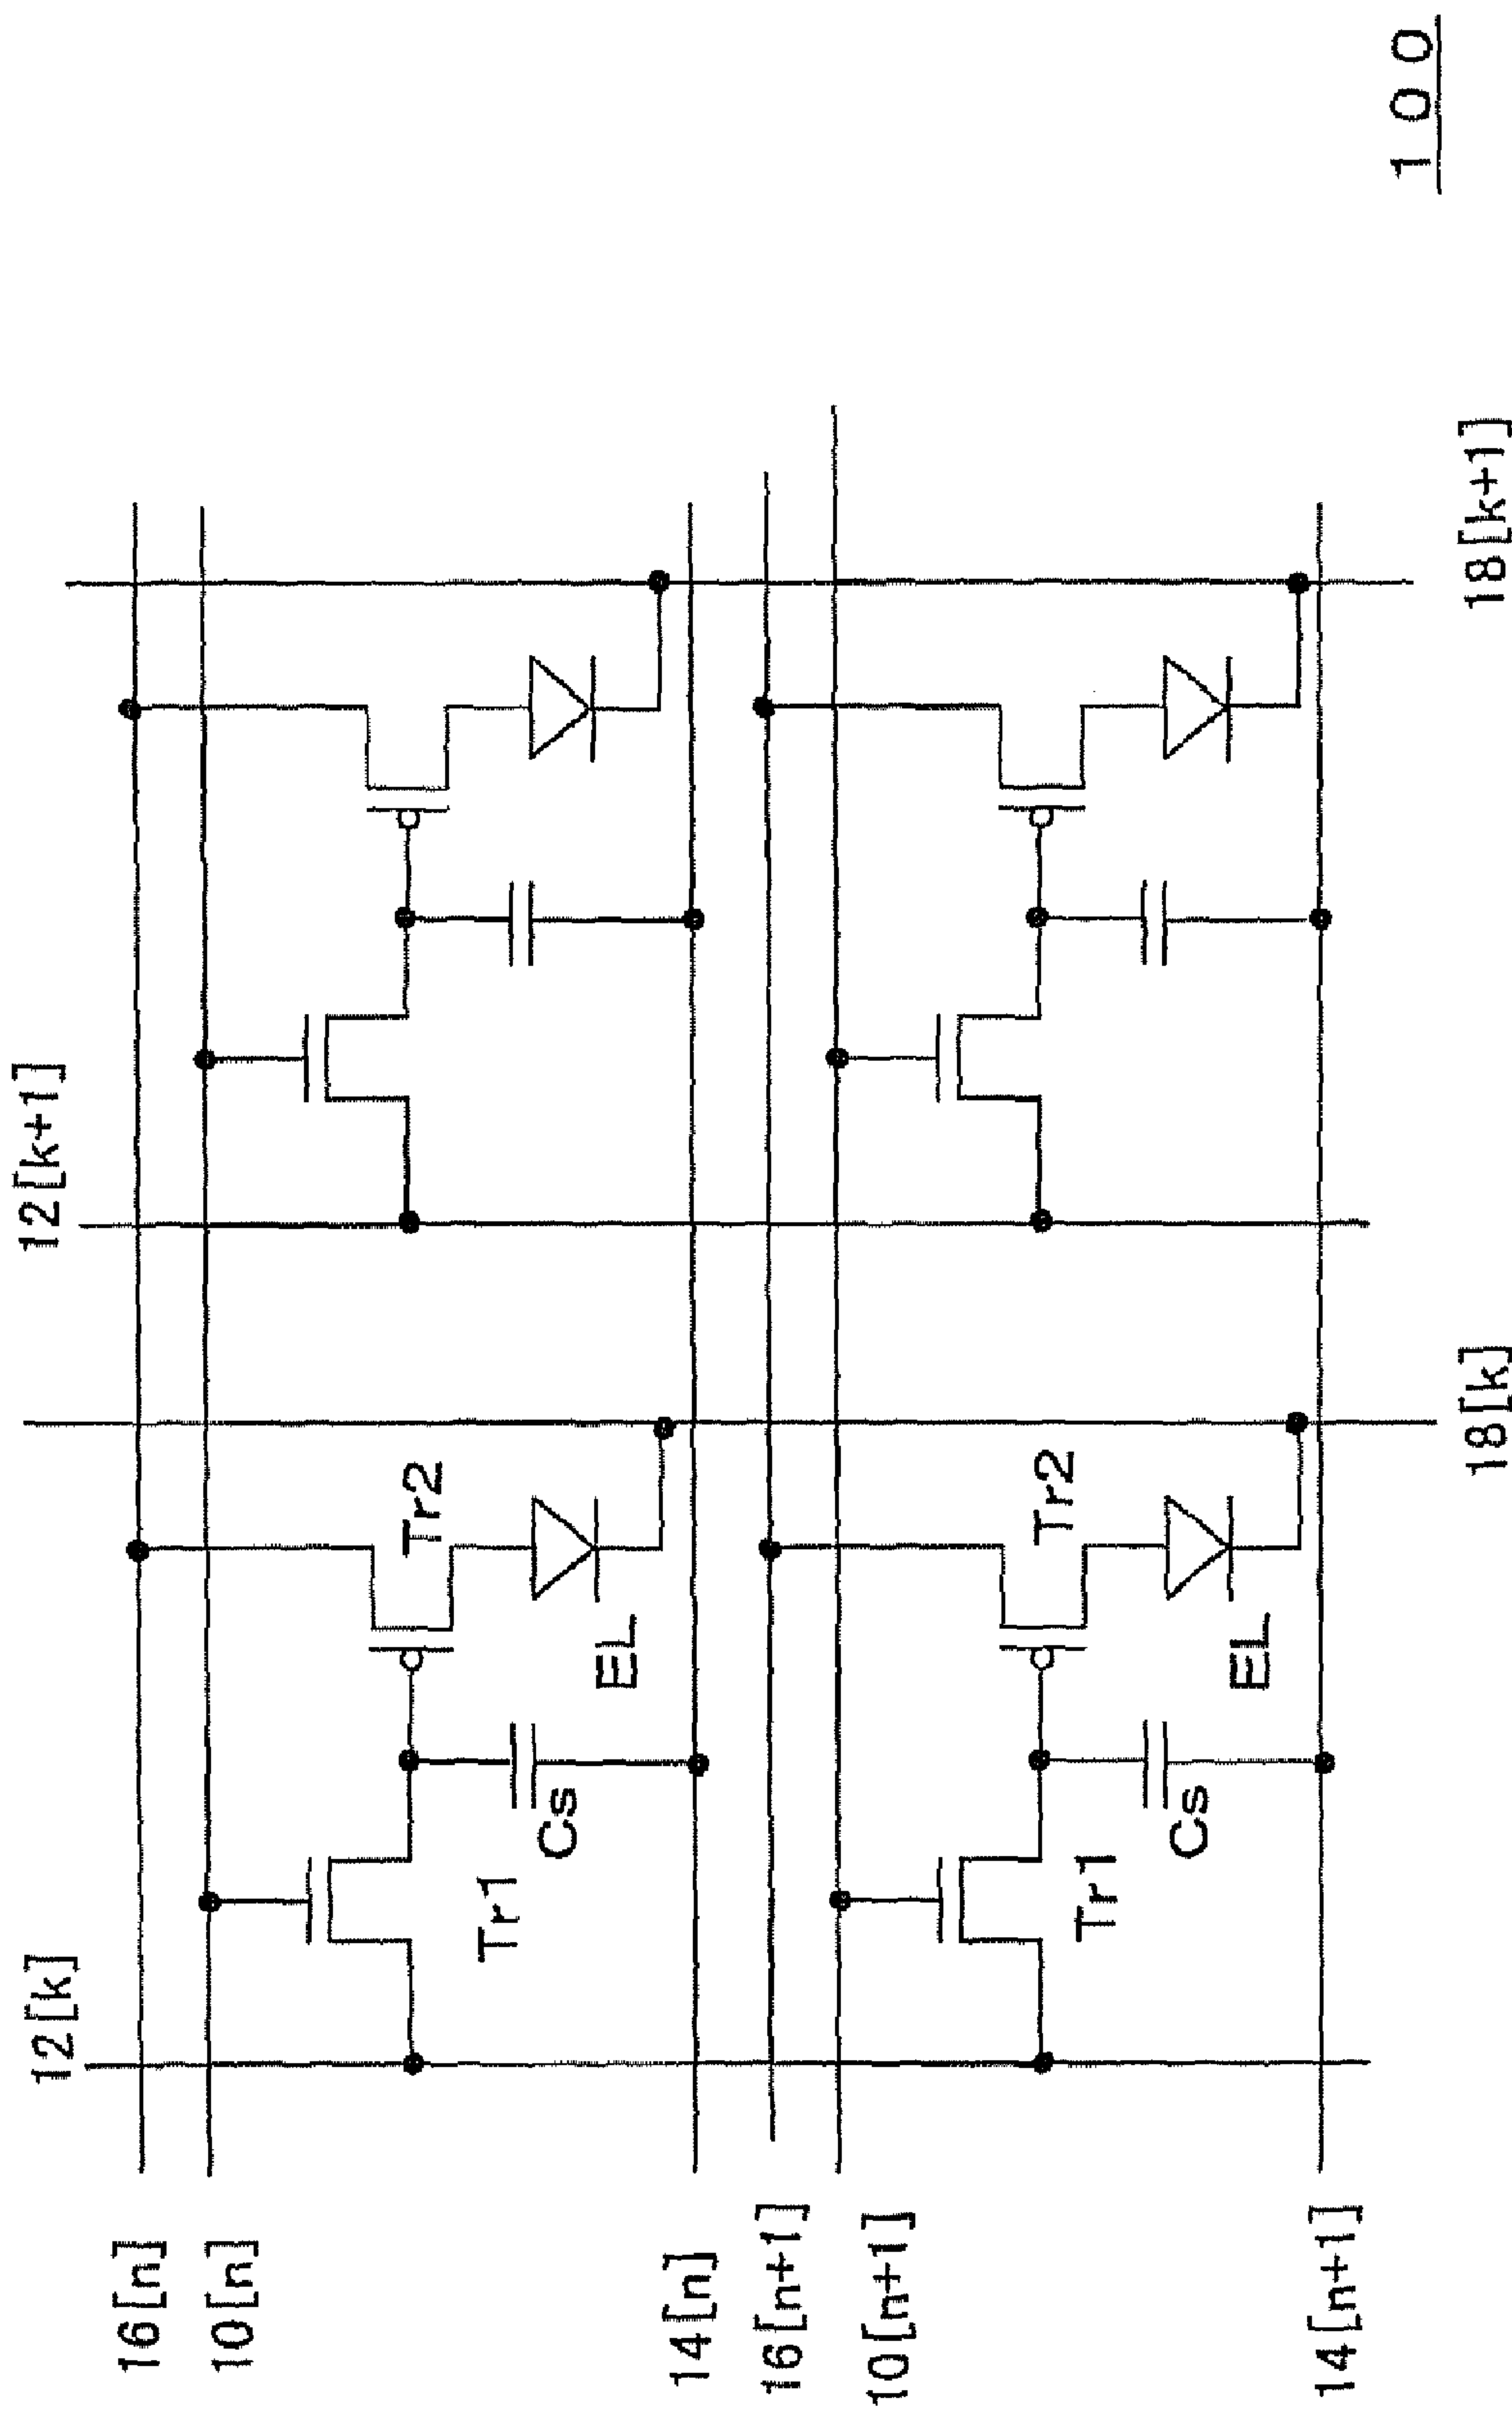 12[k]
12[k+1]
16[n]
10[n]
Tr1
Cs
EL
Tr2
14[n]
16[n+1]
10[n+1]
Tr1
Cs
EL
Tr2
14[n+1]
18[k]
18[k+1]
100